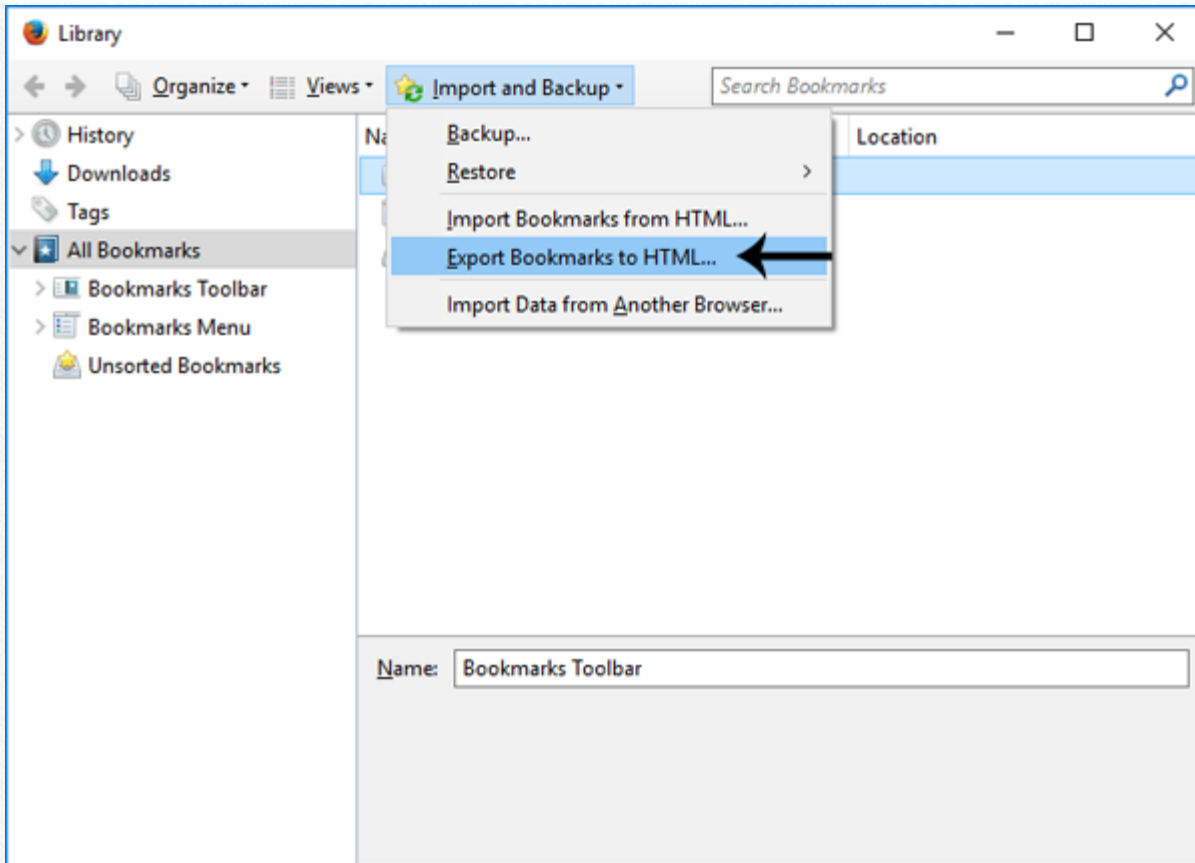 Library
Organize Views Import and Backup Search Bookmarks
History
Downloads
Tags
All Bookmarks
Bookmarks Toolbar
Bookmarks Menu
Unsorted Bookmarks
Location
Backup...
Restore
Import Bookmarks from HTML...
Export Bookmarks to HTML...
Import Data from Another Browser...
Name: Bookmarks Toolbar